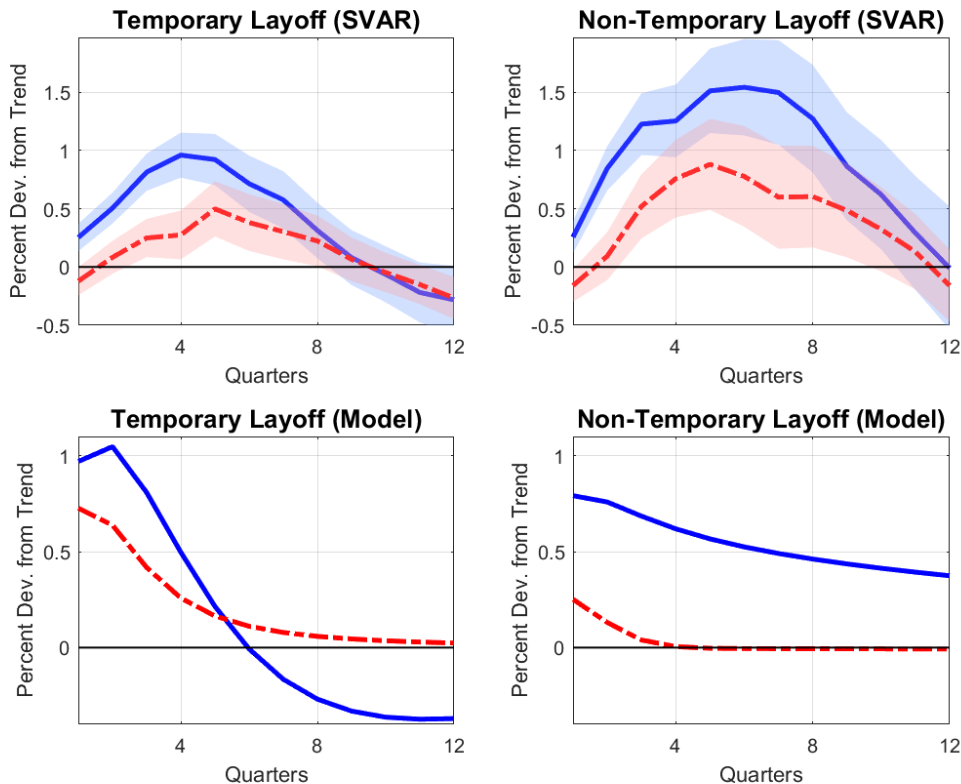 Temporary Layoff (SVAR)
Percent Dev. from Trend
1
0.5
0
-0.5
4
8
12
Quarters
Non-Temporary Layoff (SVAR)
Percent Dev. from Trend
1.5
1
0.5
0
-0.5
4
8
12
Quarters
Temporary Layoff (Model)
Percent Dev. from Trend
1
0.5
0
4
8
12
Quarters
Non-Temporary Layoff (Model)
Percent Dev. from Trend
1
0.5
0
4
8
12
Quarters